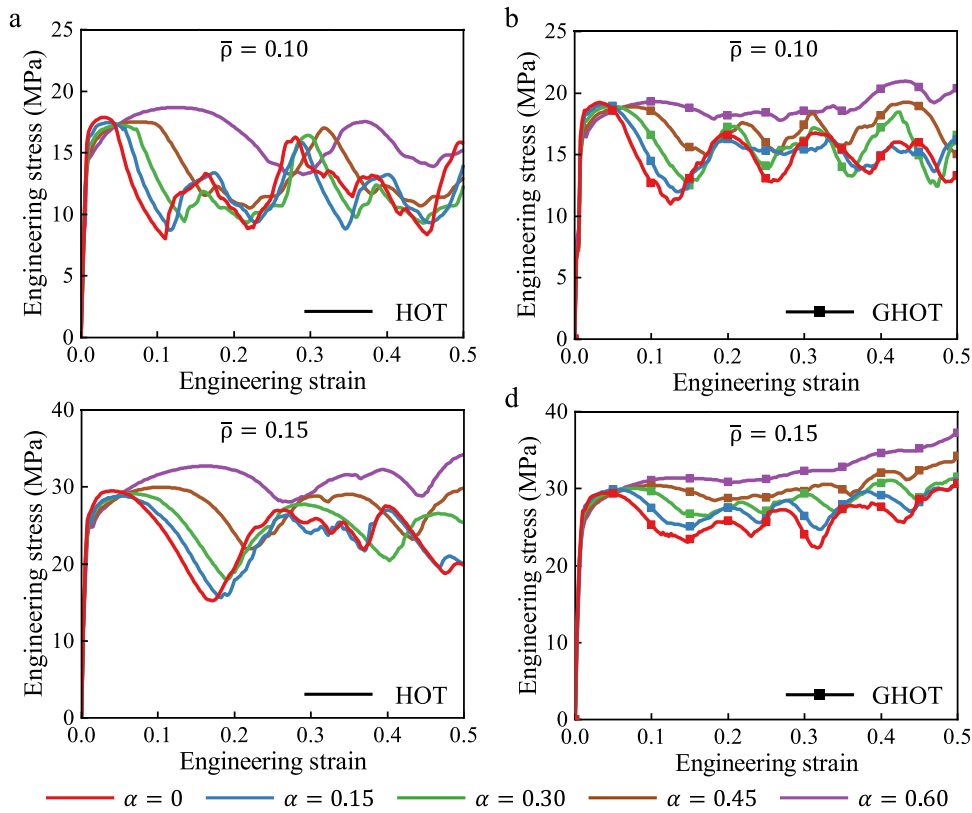 a
ρ̄ = 0.10
Engineering stress (MPa)
25
20
15
10
5
0
0.0 0.1 0.2 0.3 0.4 0.5
Engineering strain
HOT
b
ρ̄ = 0.10
Engineering stress (MPa)
25
20
15
10
5
0
0.0 0.1 0.2 0.3 0.4 0.5
Engineering strain
GHOT
ρ̄ = 0.15
Engineering stress (MPa)
40
30
20
10
0
0.0 0.1 0.2 0.3 0.4 0.5
Engineering strain
HOT
d
ρ̄ = 0.15
Engineering stress (MPa)
40
30
20
10
0
0.0 0.1 0.2 0.3 0.4 0.5
Engineering strain
GHOT
α = 0 α = 0.15 α = 0.30 α = 0.45 α = 0.60